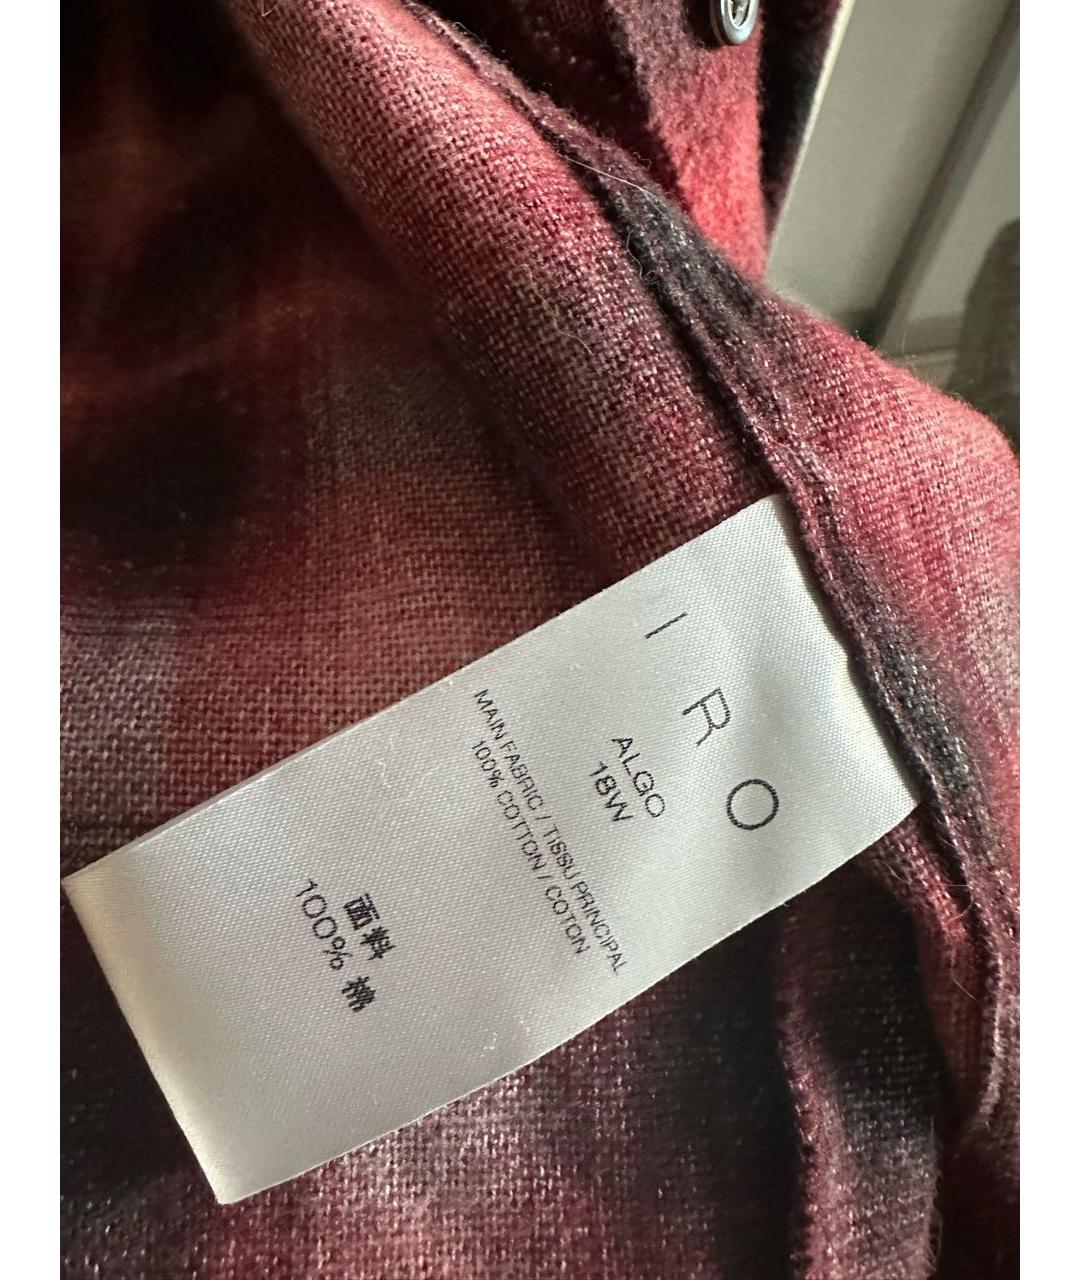 IRO
ALGO
18W
MAIN FABRIC / TISSU PRINCIPAL
100% COTTON / COTON
面料
100% 棉